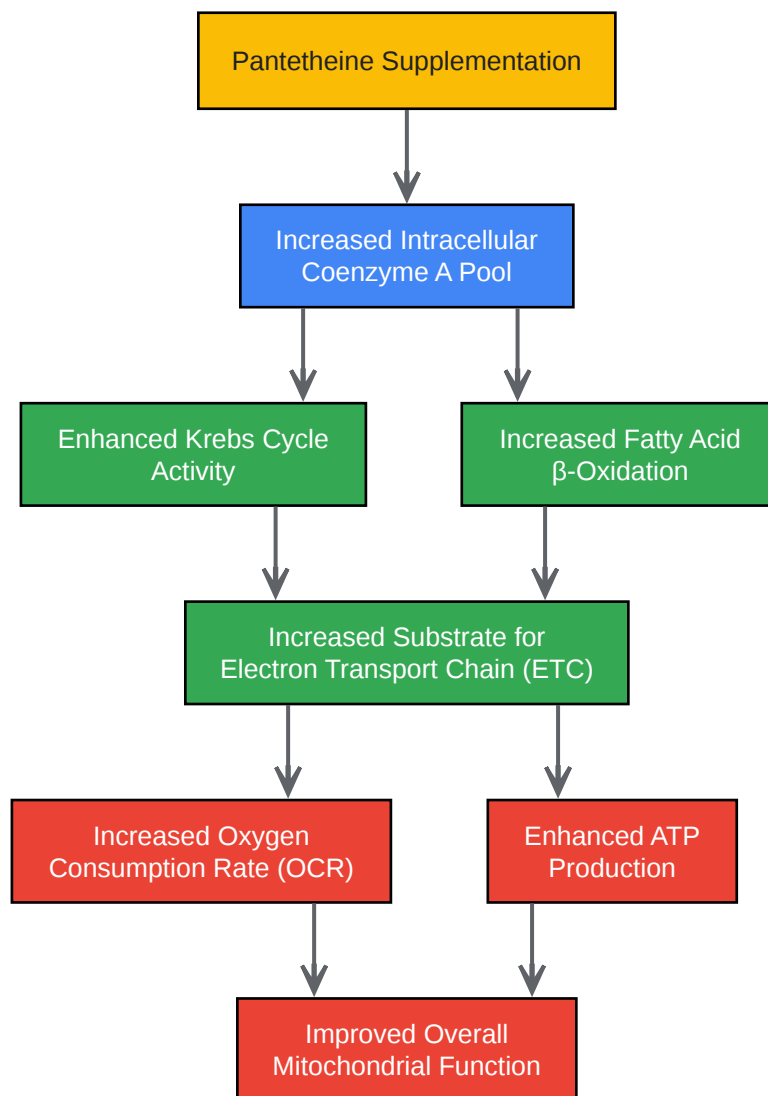 Pantetheine Supplementation
Increased Intracellular
Coenzyme A Pool
Enhanced Krebs Cycle
Activity
Increased Fatty Acid
β-Oxidation
Increased Substrate for
Electron Transport Chain (ETC)
Increased Oxygen
Consumption Rate (OCR)
Enhanced ATP
Production
Improved Overall
Mitochondrial Function